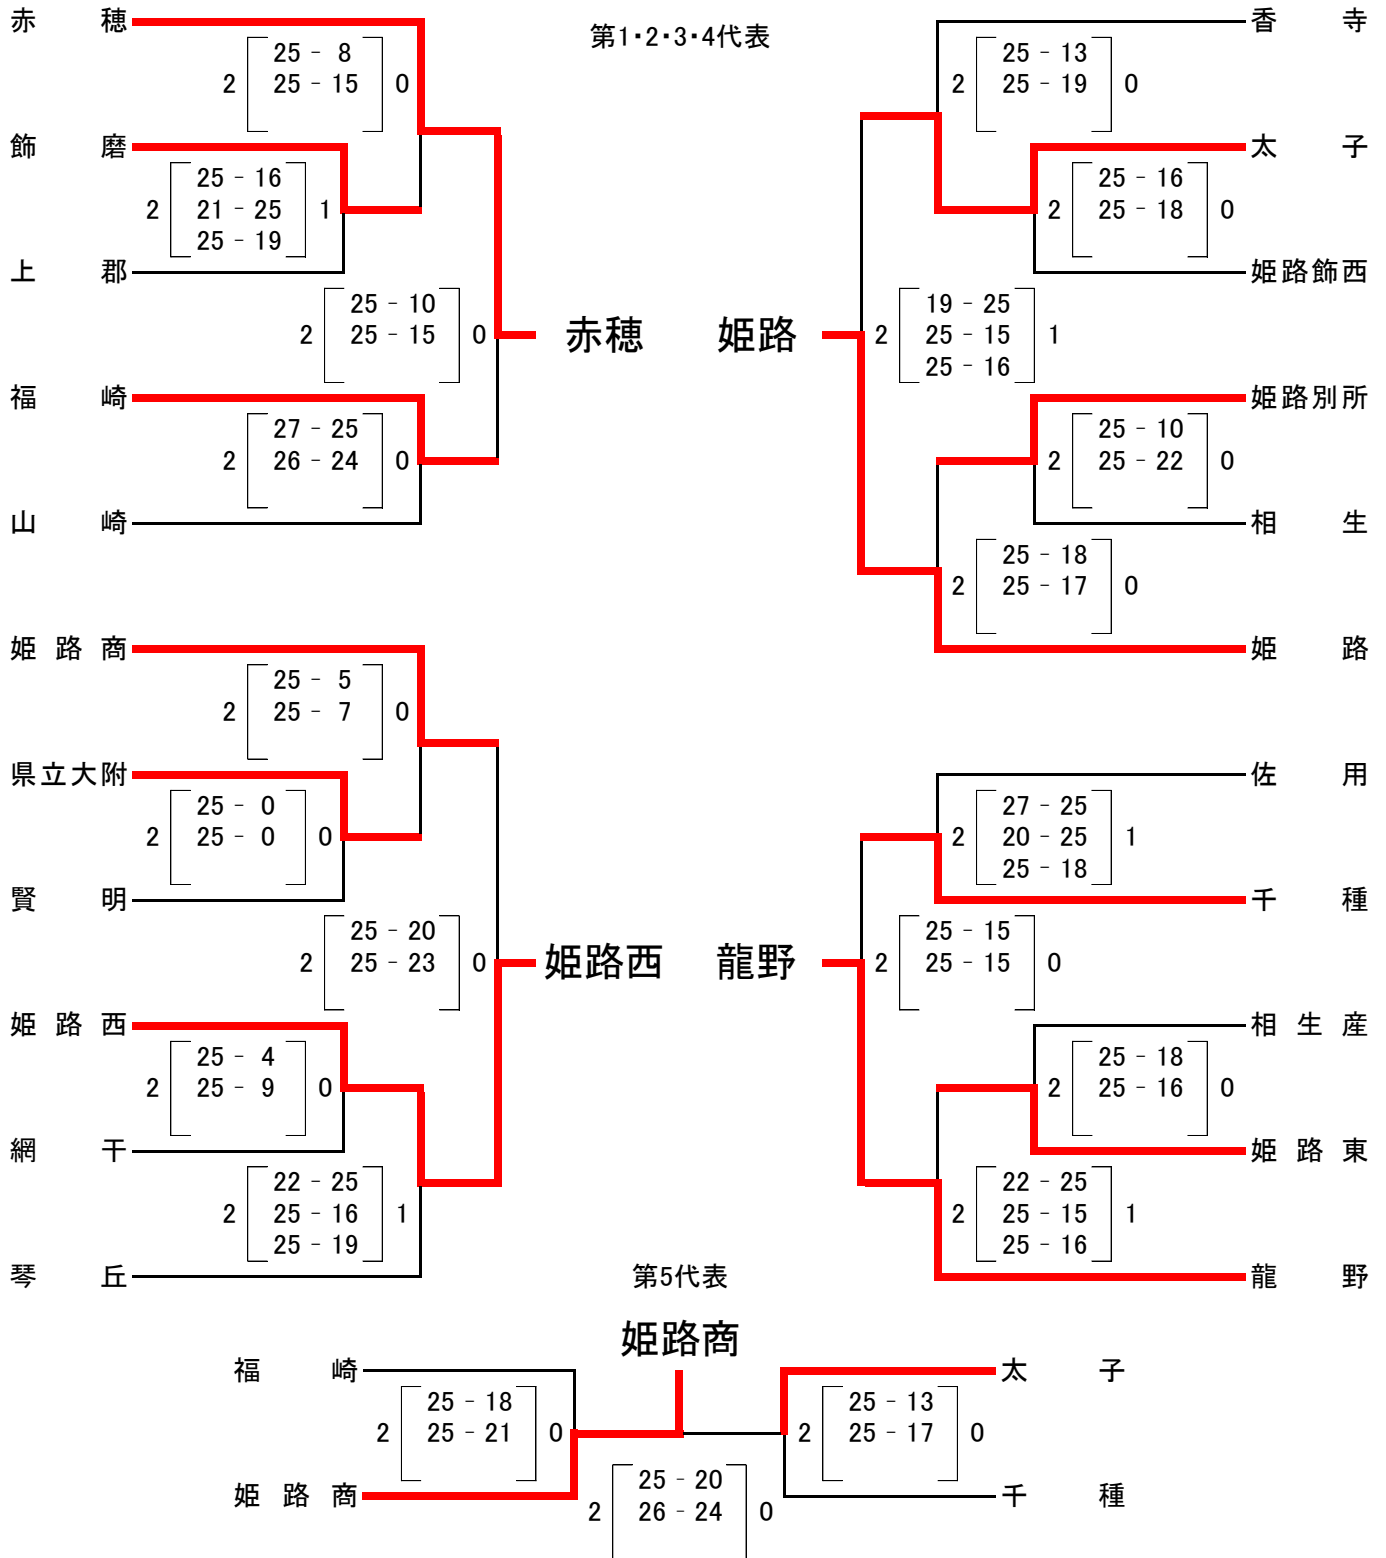 第1・2・3・4代表
赤穂
2 25 - 8 0
25 - 15
飾磨
2 25 - 16 1
21 - 25
25 - 19
上郡
2 25 - 10 0
25 - 15
赤穂
福崎
2 27 - 25 0
26 - 24
山崎
香寺
2 25 - 13 0
25 - 19
太子
2 25 - 16 0
25 - 18
姫路飾西
姫路
2 19 - 25 1
25 - 15
25 - 16
姫路別所
2 25 - 10 0
25 - 22
相生
2 25 - 18 0
25 - 17
姫路
姫路商
2 25 - 5 0
25 - 7
県立大附
2 25 - 0 0
25 - 0
賢明
2 25 - 20 0
25 - 23
姫路西
姫路西
2 25 - 4 0
25 - 9
網干
2 22 - 25 1
25 - 16
25 - 19
琴丘
佐用
2 27 - 25 1
20 - 25
25 - 18
千種
龍野
2 25 - 15 0
25 - 15
相生産
2 25 - 18 0
25 - 16
姫路東
2 22 - 25 1
25 - 15
25 - 16
龍野
第5代表
姫路商
福崎
2 25 - 18 0
25 - 21
姫路商
太子
2 25 - 13 0
25 - 17
千種
2 25 - 20 0
26 - 24